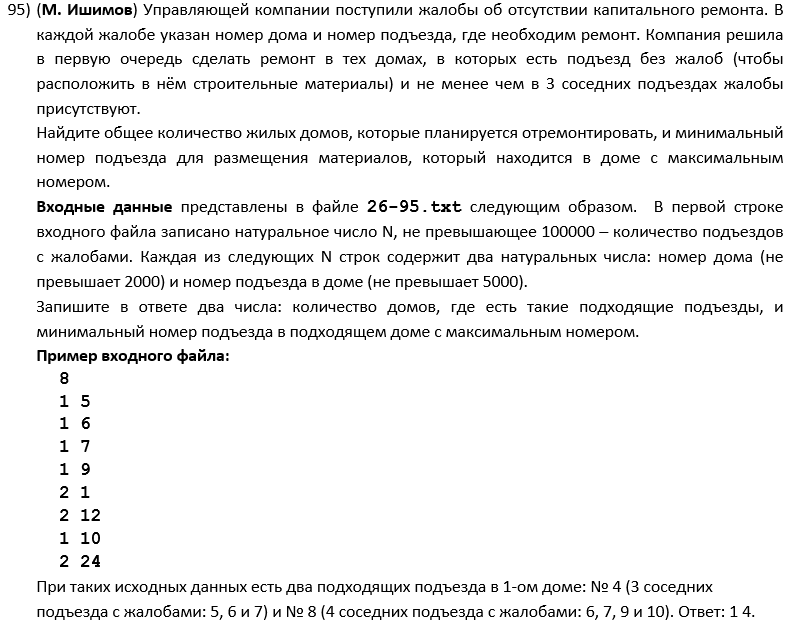 95) (М. Ишимов) Управляющей компании поступили жалобы об отсутствии капитального ремонта. В
каждой жалобе указан номер дома и номер подъезда, где необходим ремонт. Компания решила
в первую очередь сделать ремонт в тех домах, в которых есть подъезд без жалоб (чтобы
расположить в нём строительные материалы) и не менее чем в 3 соседних подъездах жалобы
присутствуют.
Найдите общее количество жилых домов, которые планируется отремонтировать, и минимальный
номер подъезда для размещения материалов, который находится в доме с максимальным
номером.
Входные данные представлены в файле 26-95.txt следующим образом. В первой строке
входного файла записано натуральное число N, не превышающее 100000 – количество подъездов
с жалобами. Каждая из следующих N строк содержит два натуральных числа: номер дома (не
превышает 2000) и номер подъезда в доме (не превышает 5000).
Запишите в ответе два числа: количество домов, где есть такие подходящие подъезды, и
минимальный номер подъезда в подходящем доме с максимальным номером.
Пример входного файла:
8
1 5
1 6
1 7
1 9
2 1
2 12
1 10
2 24
При таких исходных данных есть два подходящих подъезда в 1-ом доме: № 4 (3 соседних
подъезда с жалобами: 5, 6 и 7) и № 8 (4 соседних подъезда с жалобами: 6, 7, 9 и 10). Ответ: 1 4.